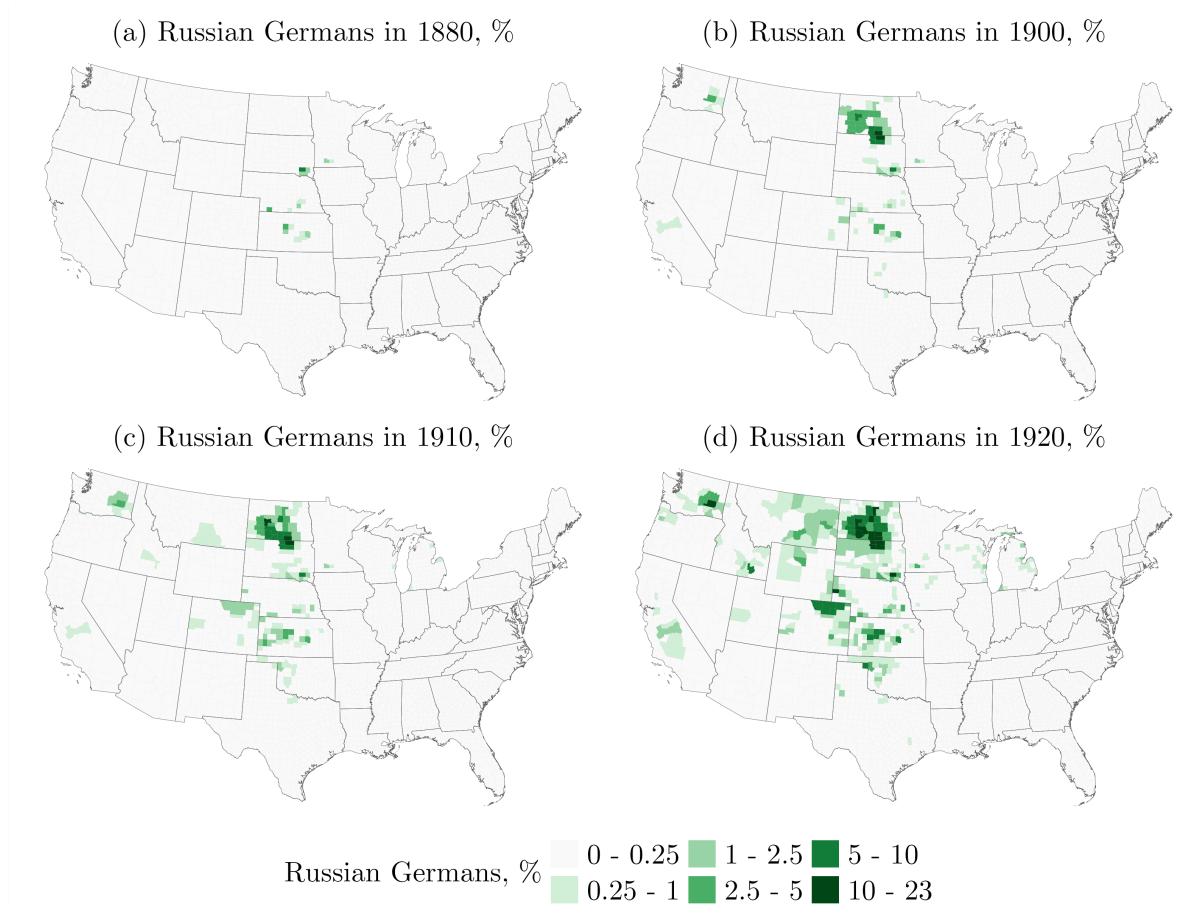 (a) Russian Germans in 1880, %
(b) Russian Germans in 1900, %
(c) Russian Germans in 1910, %
(d) Russian Germans in 1920, %
Russian Germans, %
0 - 0.25
1 - 2.5
5 - 10
0.25 - 1
2.5 - 5
10 - 23